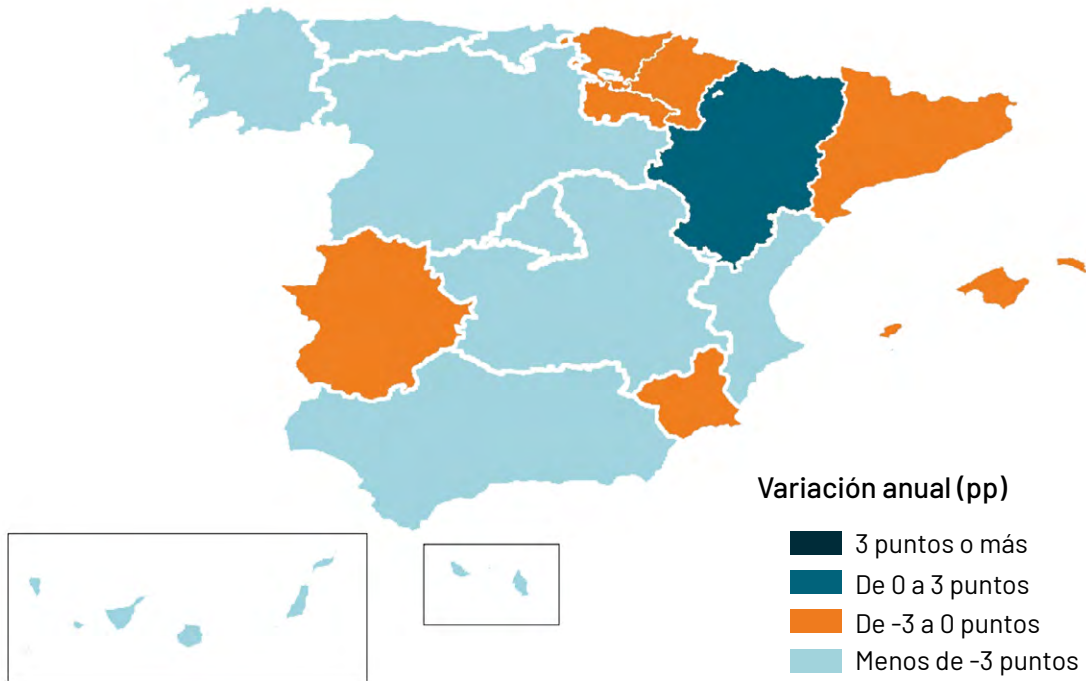 Variación anual (pp)
3 puntos o más
De 0 a 3 puntos
De -3 a 0 puntos
Menos de -3 puntos